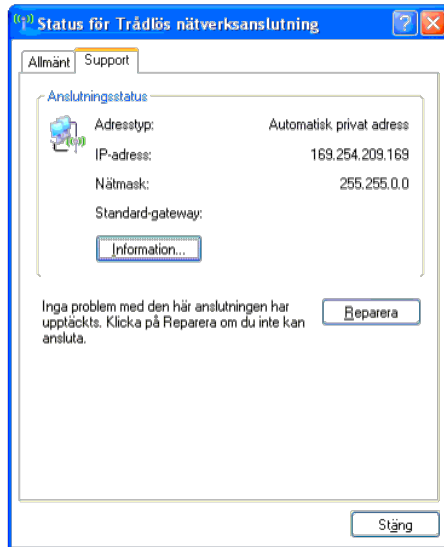 Status för Trådlös nätverksanslutning
Allmänt Support
Anslutningsstatus
Adresstyp: Automatisk privat adress
IP-adress: 169.254.209.169
Nätmask: 255.255.0.0
Standard-gateway:
Information...
Inga problem med den här anslutningen har
upptäckts. Klicka på Reparera om du inte kan
ansluta.
Reparera
Stäng